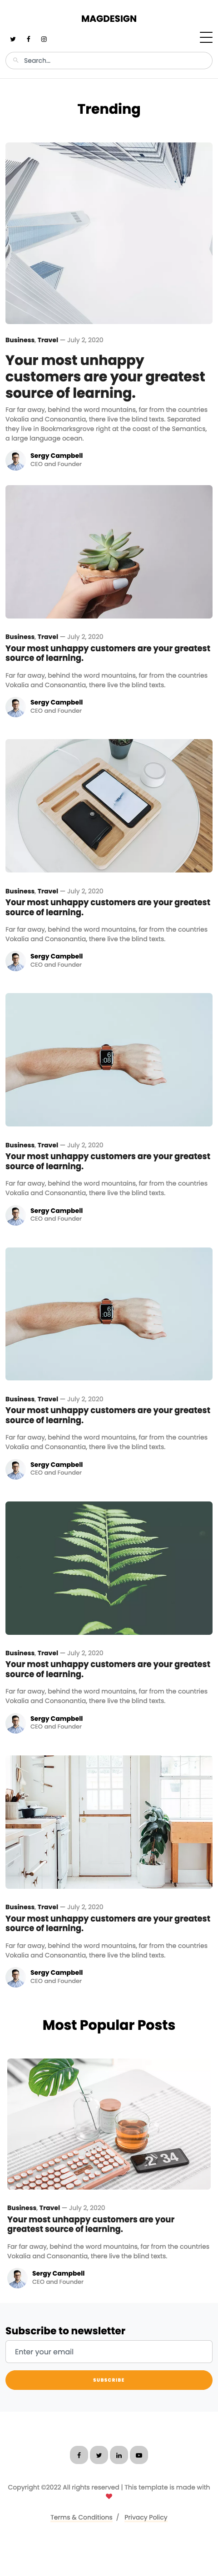 MAGDESIGN
Search...
Trending
Business, Travel — July 2, 2020
Your most unhappy
customers are your greatest
source of learning.
Far far away, behind the word mountains, far from the countries
Vokalia and Consonantia, there live the blind texts. Separated
they live in Bookmarksgrove right at the coast of the Semantics,
a large language ocean.
Sergy Campbell
CEO and Founder
Business, Travel — July 2, 2020
Your most unhappy customers are your greatest
source of learning.
Far far away, behind the word mountains, far from the countries
Vokalia and Consonantia, there live the blind texts.
Sergy Campbell
CEO and Founder
Business, Travel — July 2, 2020
Your most unhappy customers are your greatest
source of learning.
Far far away, behind the word mountains, far from the countries
Vokalia and Consonantia, there live the blind texts.
Sergy Campbell
CEO and Founder
Business, Travel — July 2, 2020
Your most unhappy customers are your greatest
source of learning.
Far far away, behind the word mountains, far from the countries
Vokalia and Consonantia, there live the blind texts.
Sergy Campbell
CEO and Founder
Business, Travel — July 2, 2020
Your most unhappy customers are your greatest
source of learning.
Far far away, behind the word mountains, far from the countries
Vokalia and Consonantia, there live the blind texts.
Sergy Campbell
CEO and Founder
Business, Travel — July 2, 2020
Your most unhappy customers are your greatest
source of learning.
Far far away, behind the word mountains, far from the countries
Vokalia and Consonantia, there live the blind texts.
Sergy Campbell
CEO and Founder
Business, Travel — July 2, 2020
Your most unhappy customers are your greatest
source of learning.
Far far away, behind the word mountains, far from the countries
Vokalia and Consonantia, there live the blind texts.
Sergy Campbell
CEO and Founder
Most Popular Posts
Business, Travel — July 2, 2020
Your most unhappy customers are your
greatest source of learning.
Far far away, behind the word mountains, far from the countries
Vokalia and Consonantia, there live the blind texts.
Sergy Campbell
CEO and Founder
Subscribe to newsletter
Enter your email
SUBSCRIBE
Copyright ©2022 All rights reserved | This template is made with
Terms & Conditions / Privacy Policy